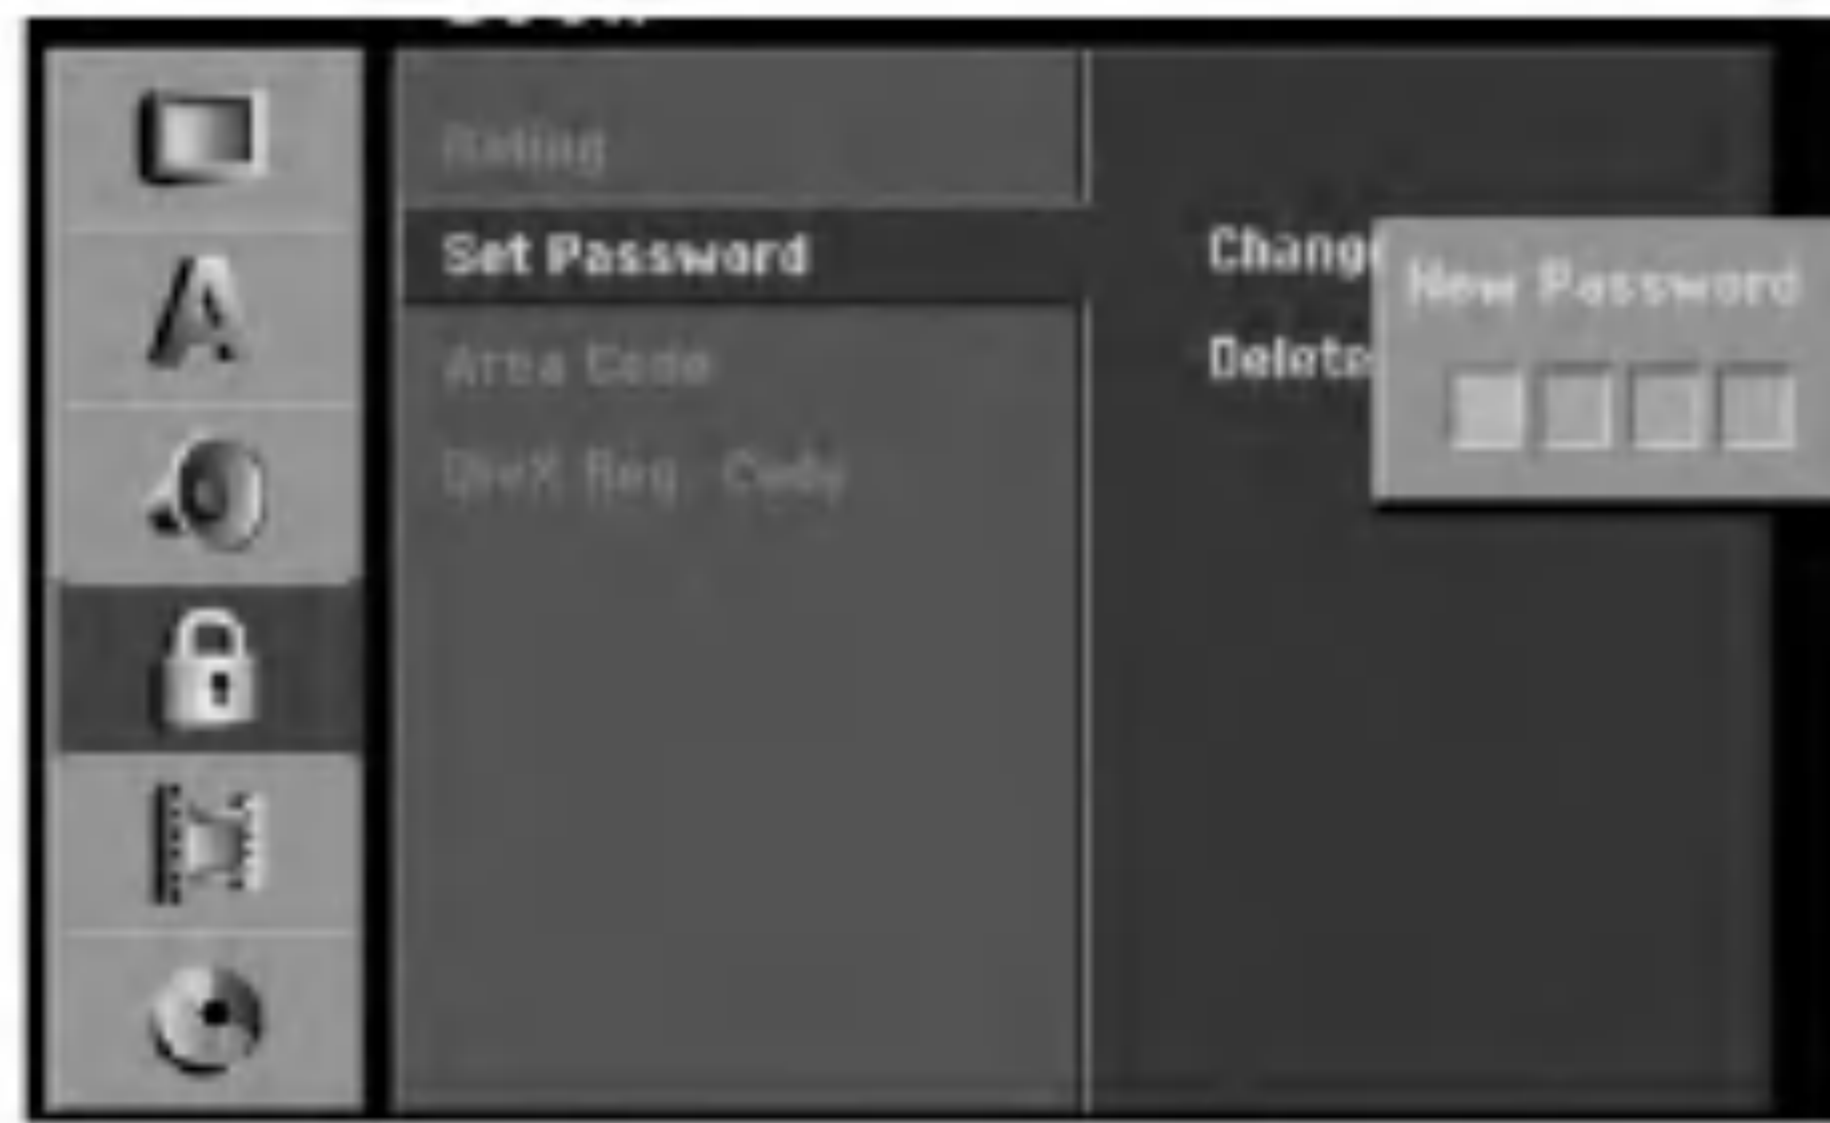 Rating
Set Password
Change
Delete
New Password
Area Code
DivX Reg. Code